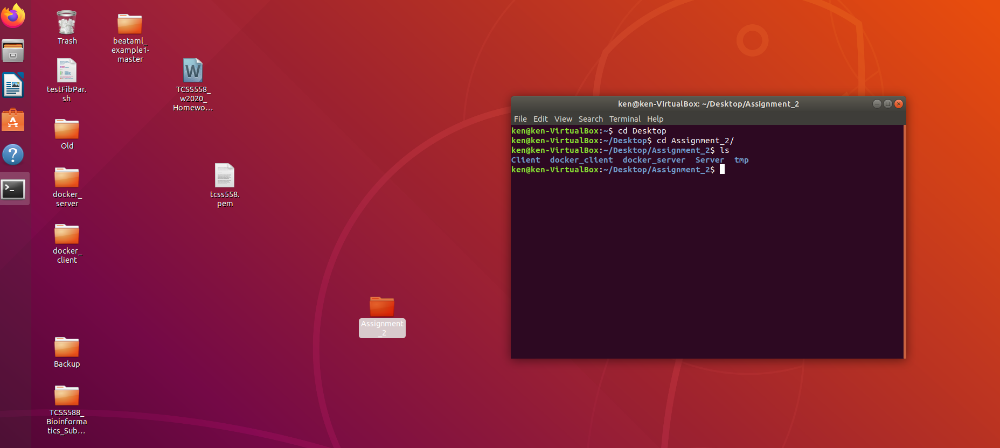 Trash
beataml_
example1-
master
testFibPar.
sh
W
TCSS558_
w2020_
Homewo...
Old
docker_
server
tcss558.
pem
docker_
client
Assignment
_2
Backup
TCSS588_
Bioinforma
tics_Sub...
ken@ken-VirtualBox: ~/Desktop/Assignment_2
File Edit View Search Terminal Help
ken@ken-VirtualBox:~$ cd Desktop
ken@ken-VirtualBox:~/Desktop$ cd Assignment_2/
ken@ken-VirtualBox:~/Desktop/Assignment_2$ ls
Client docker_client docker_server Server tmp
ken@ken-VirtualBox:~/Desktop/Assignment_2$